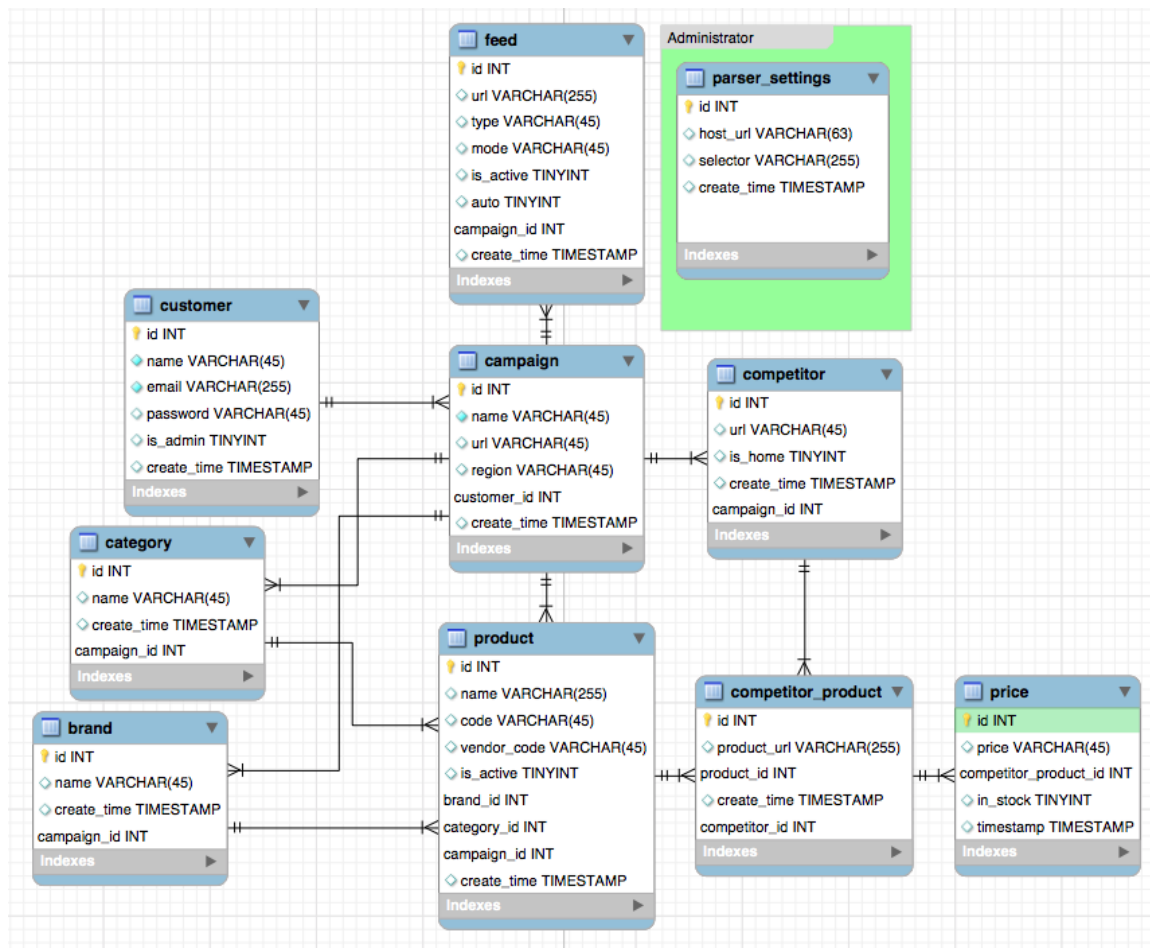 feed
id INT
url VARCHAR(255)
type VARCHAR(45)
mode VARCHAR(45)
is_active TINYINT
auto TINYINT
campaign_id INT
create_time TIMESTAMP
Indexes
Administrator
parser_settings
id INT
host_url VARCHAR(63)
selector VARCHAR(255)
create_time TIMESTAMP
Indexes
customer
id INT
name VARCHAR(45)
email VARCHAR(255)
password VARCHAR(45)
is_admin TINYINT
create_time TIMESTAMP
Indexes
campaign
id INT
name VARCHAR(45)
url VARCHAR(45)
region VARCHAR(45)
customer_id INT
create_time TIMESTAMP
Indexes
competitor
id INT
url VARCHAR(45)
is_home TINYINT
create_time TIMESTAMP
campaign_id INT
Indexes
category
id INT
name VARCHAR(45)
create_time TIMESTAMP
campaign_id INT
Indexes
brand
id INT
name VARCHAR(45)
create_time TIMESTAMP
campaign_id INT
Indexes
product
id INT
name VARCHAR(255)
code VARCHAR(45)
vendor_code VARCHAR(45)
is_active TINYINT
brand_id INT
category_id INT
campaign_id INT
create_time TIMESTAMP
Indexes
competitor_product
id INT
product_url VARCHAR(255)
product_id INT
create_time TIMESTAMP
competitor_id INT
Indexes
price
id INT
price VARCHAR(45)
competitor_product_id INT
in_stock TINYINT
timestamp TIMESTAMP
Indexes